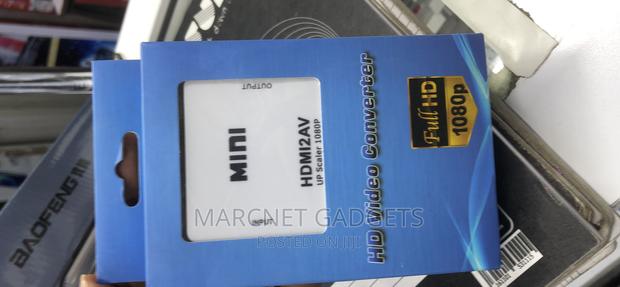 OUTPUT
MINI
HDMI2AV
UP Scaler 1080P
INPUT
HD Video Converter
Full HD
1080p
BAOFENG
MARCNET GADGETS
POSTED ON